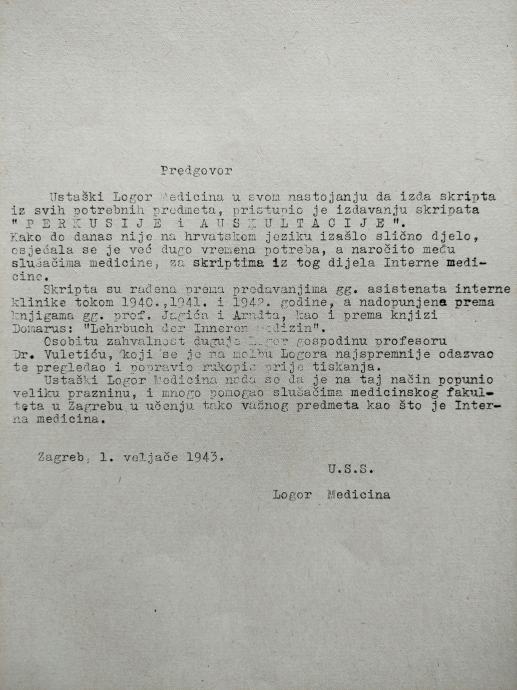 Predgovor
Ustaški Logor Medicina u svom nastojanju da izda skripta
iz svih potrebnih predmeta, pristupio je izdavanju skripata
" P E R K U S I J E i A U S K U L T A C I J E ".
Kako do danas nije na hrvatskom jeziku izašlo slično djelo,
osjećala se je već dugo vremena potreba, a naročito među
slušačima medicine, za skriptima iz tog dijela Interne medi-
cine.
Skripta su rađena prema predavanjima gg. asistenata interne
klinike tokom 1940.,1941. i 1942. godine, a nadopunjena prema
knjigama gg. prof. Jagića i Arndta, kao i prema knjizi
Domarus: "Lehrbuch der Inneren Medizin".
Osobitu zahvalnost duguje Logor gospodinu profesoru
Dr. Vuletiću, koji se je na molbu Logora najspremnije odazvao
te pregledao i popravio rukopis prije tiskanja.
Ustaški Logor Medicina nada se da je na taj način popunio
veliku prazninu, i mnogo pomogao slušačima medicinskog fakul-
teta u Zagrebu u učenju tako važnog predmeta kao što je Inter-
na medicina.
Zagreb, 1. veljače 1943.
U.S.S.
Logor Medicina